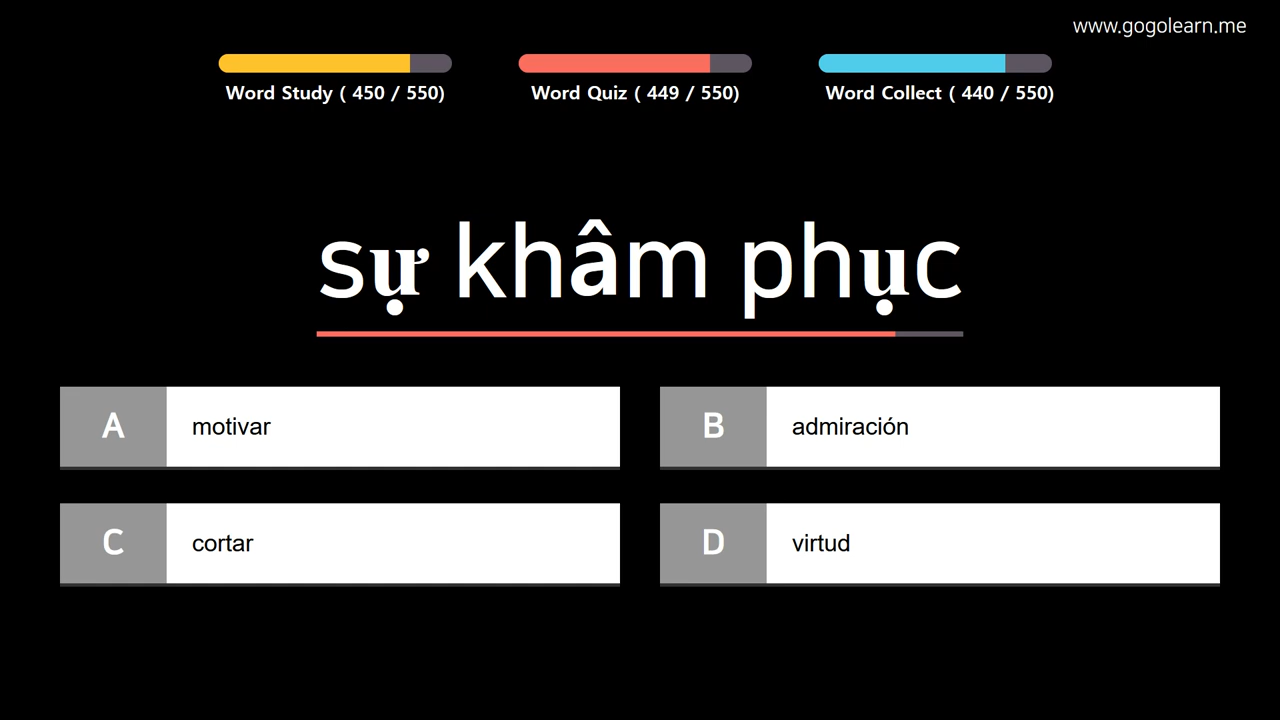 www.gogolearn.me
Word Study ( 450 / 550) Word Quiz ( 449 / 550) Word Collect ( 440 / 550)
sự khâm phục
A motivar B admiración
C cortar D virtud